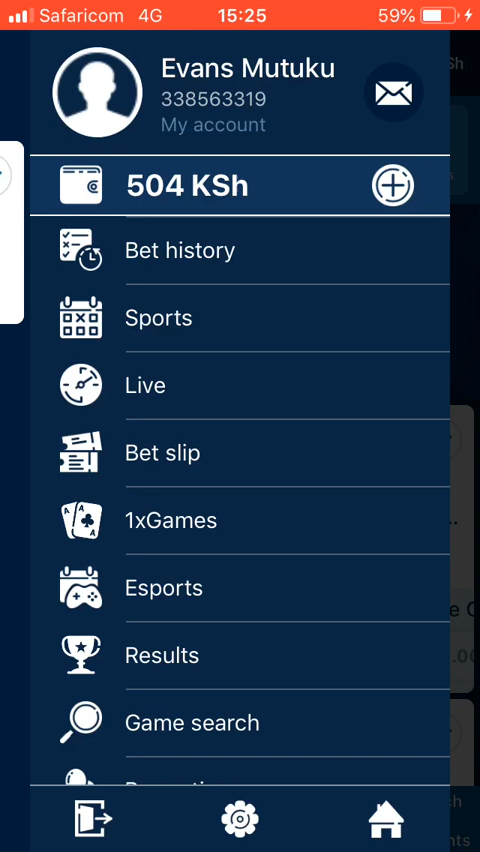 Safaricom 4G 15:25 59%
Evans Mutuku
338563319
My account
504 KSh
Bet history
Sports
Live
Bet slip
1xGames
Esports
Results
Game search